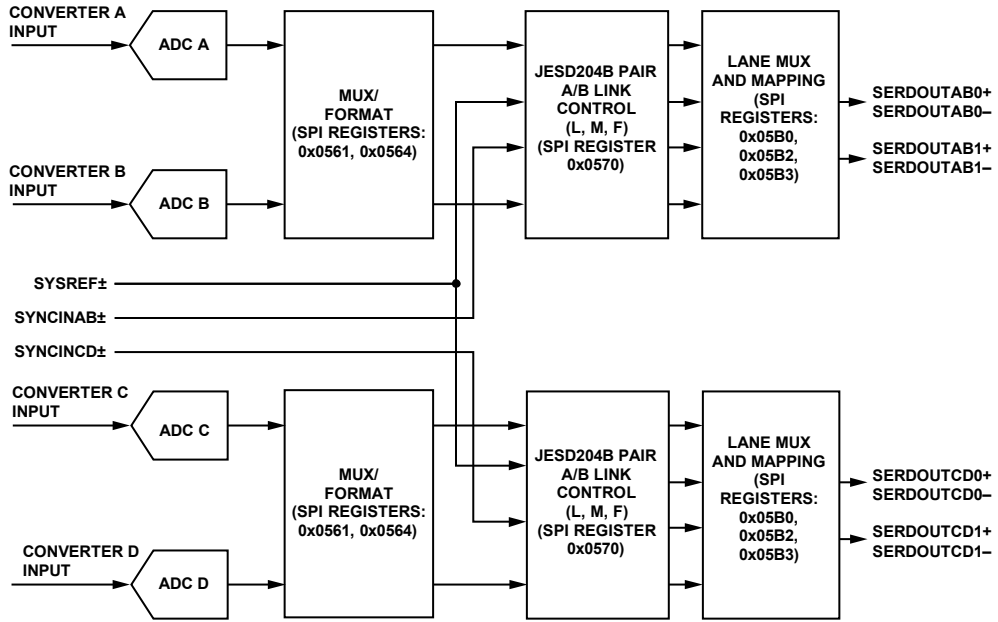 CONVERTER A
INPUT
ADC A
MUX/
FORMAT
(SPI REGISTERS:
0x0561, 0x0564)
JESD204B PAIR
A/B LINK
CONTROL
(L, M, F)
(SPI REGISTER
0x0570)
LANE MUX
AND MAPPING
(SPI
REGISTERS:
0x05B0,
0x05B2,
0x05B3)
SERDOUTAB0+
SERDOUTAB0–
SERDOUTAB1+
SERDOUTAB1–
CONVERTER B
INPUT
ADC B
SYSREF±
SYNCINAB±
SYNCINCD±
CONVERTER C
INPUT
ADC C
MUX/
FORMAT
(SPI REGISTERS:
0x0561, 0x0564)
JESD204B PAIR
A/B LINK
CONTROL
(L, M, F)
(SPI REGISTER
0x0570)
LANE MUX
AND MAPPING
(SPI
REGISTERS:
0x05B0,
0x05B2,
0x05B3)
SERDOUTCD0+
SERDOUTCD0–
SERDOUTCD1+
SERDOUTCD1–
CONVERTER D
INPUT
ADC D